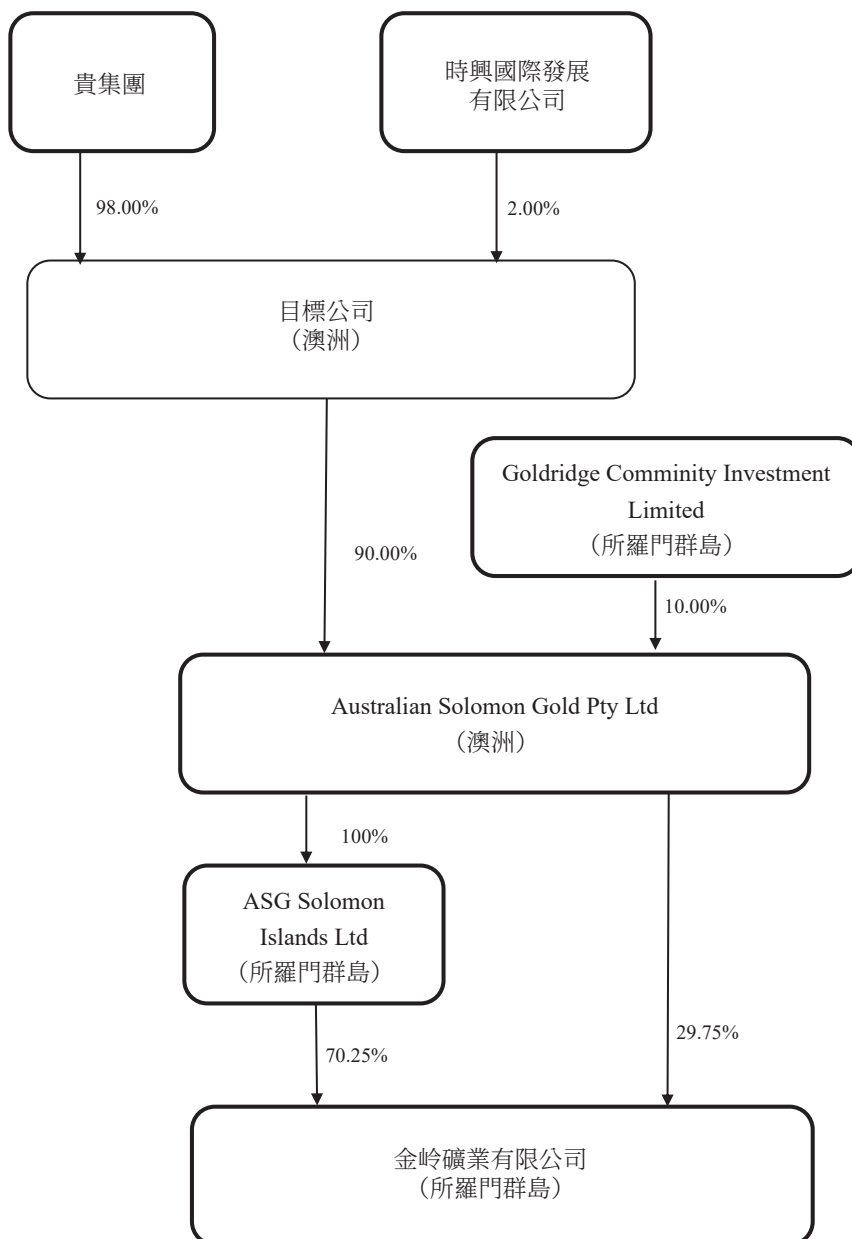 貴集團
時興國際發展
有限公司
98.00%
2.00%
目標公司
（澳洲）
Goldridge Comminity Investment
Limited
（所羅門群島）
90.00%
10.00%
Australian Solomon Gold Pty Ltd
（澳洲）
100%
ASG Solomon
Islands Ltd
（所羅門群島）
70.25%
29.75%
金岭礦業有限公司
（所羅門群島）